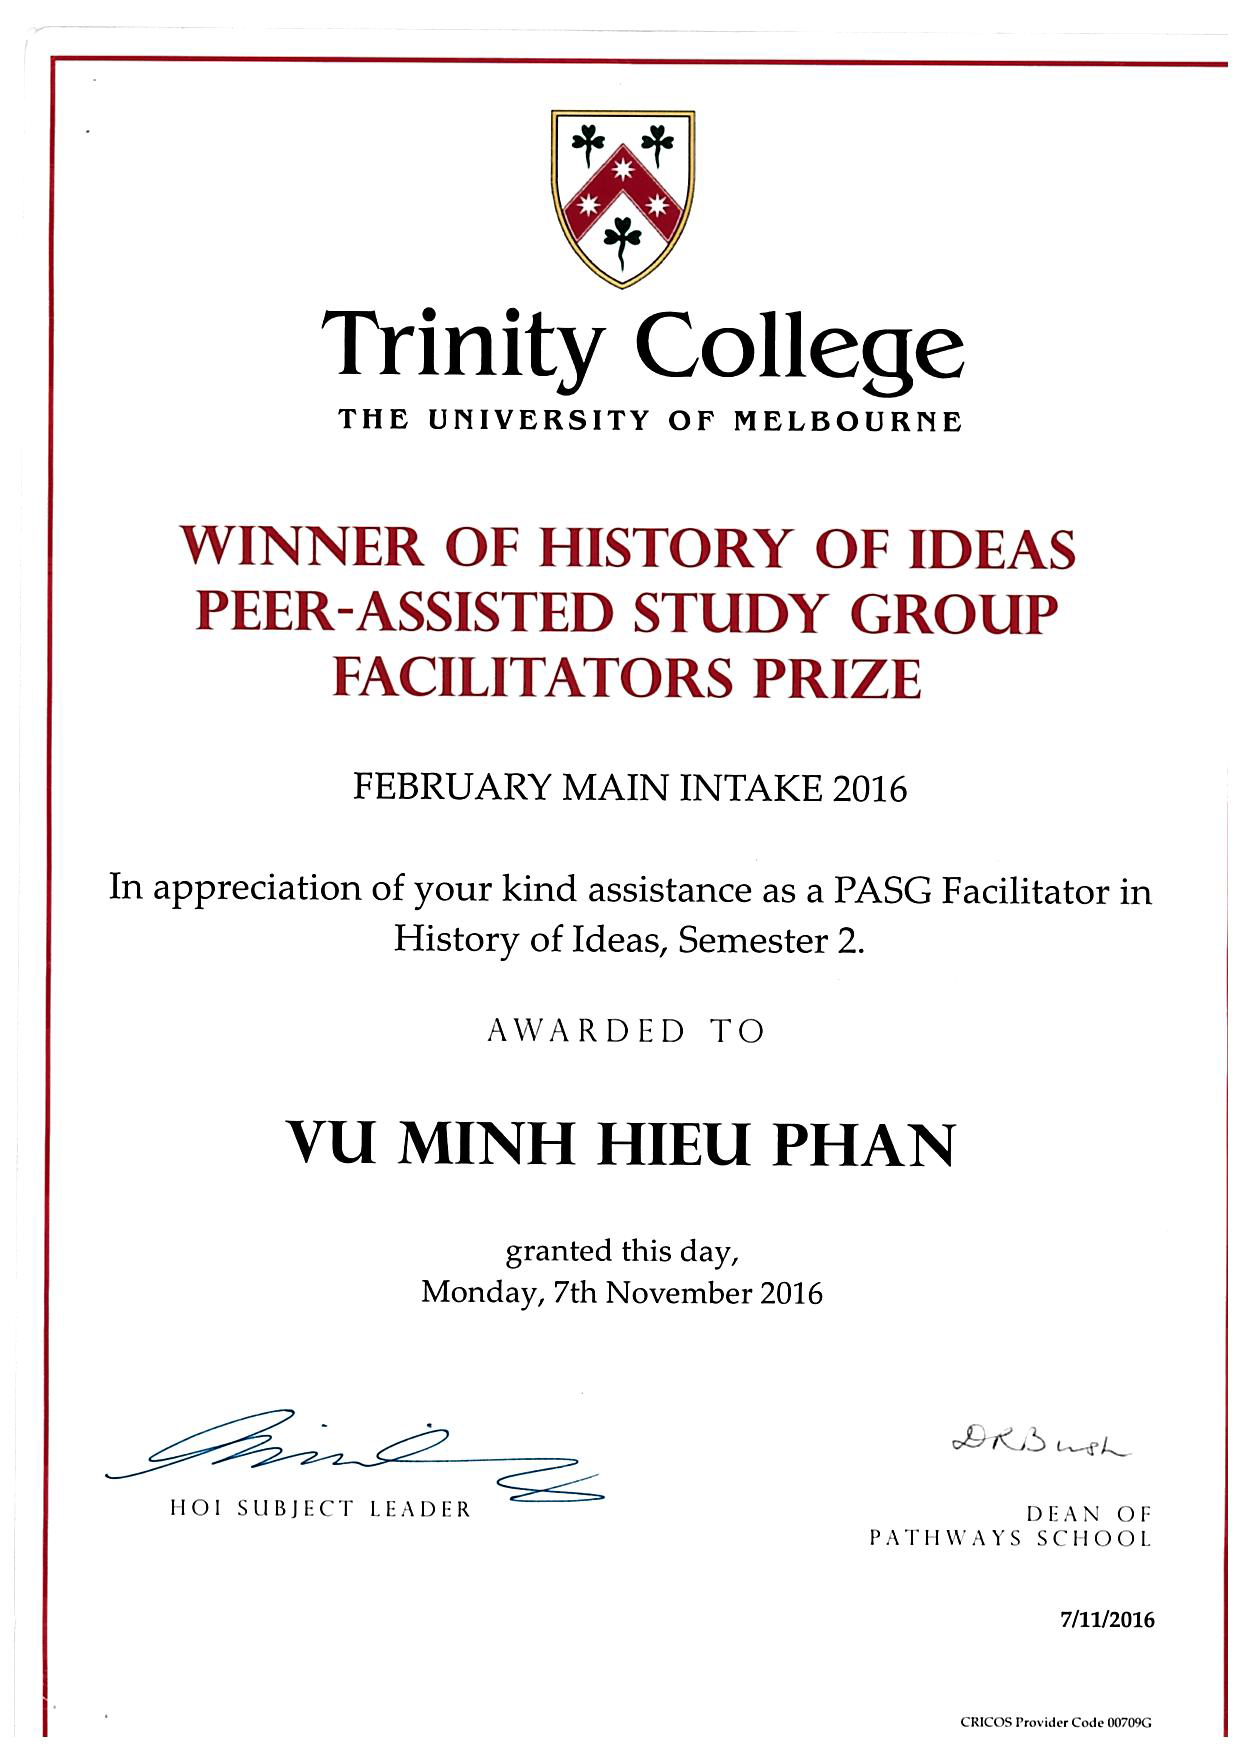 Trinity College
THE UNIVERSITY OF MELBOURNE
WINNER OF HISTORY OF IDEAS
PEER-ASSISTED STUDY GROUP
FACILITATORS PRIZE
FEBRUARY MAIN INTAKE 2016
In appreciation of your kind assistance as a PASG Facilitator in
History of Ideas, Semester 2.
AWARDED TO
VU MINH HIEU PHAN
granted this day,
Monday, 7th November 2016
DRBush
HOI SUBJECT LEADER
DEAN OF
PATHWAYS SCHOOL
7/11/2016
CRICOS Provider Code 00709G